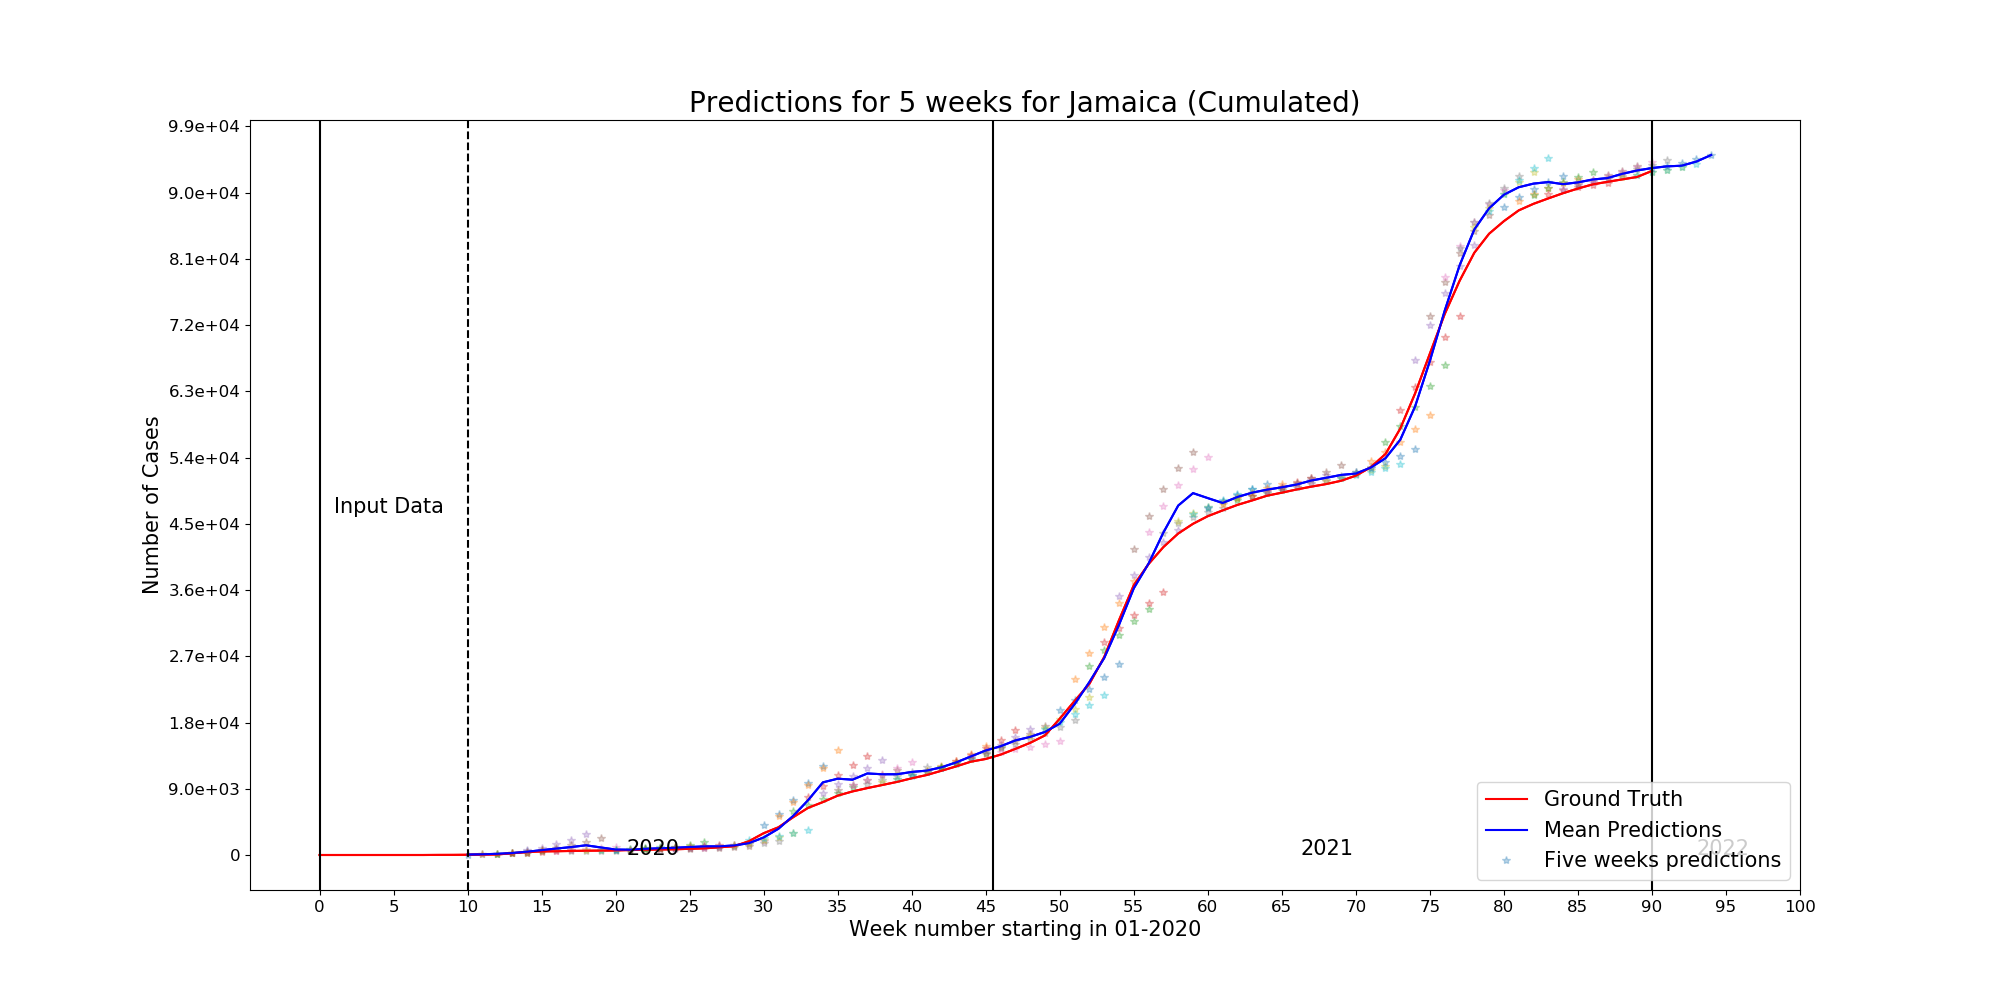 Predictions for 5 weeks for Jamaica (Cumulated)
9.9e+04
9.0e+04
8.1e+04
7.2e+04
6.3e+04
5.4e+04
4.5e+04
3.6e+04
2.7e+04
1.8e+04
9.0e+03
0
Number of Cases
Input Data
2020
2021
2022
Ground Truth
Mean Predictions
Five weeks predictions
0 5 10 15 20 25 30 35 40 45 50 55 60 65 70 75 80 85 90 95 100
Week number starting in 01-2020